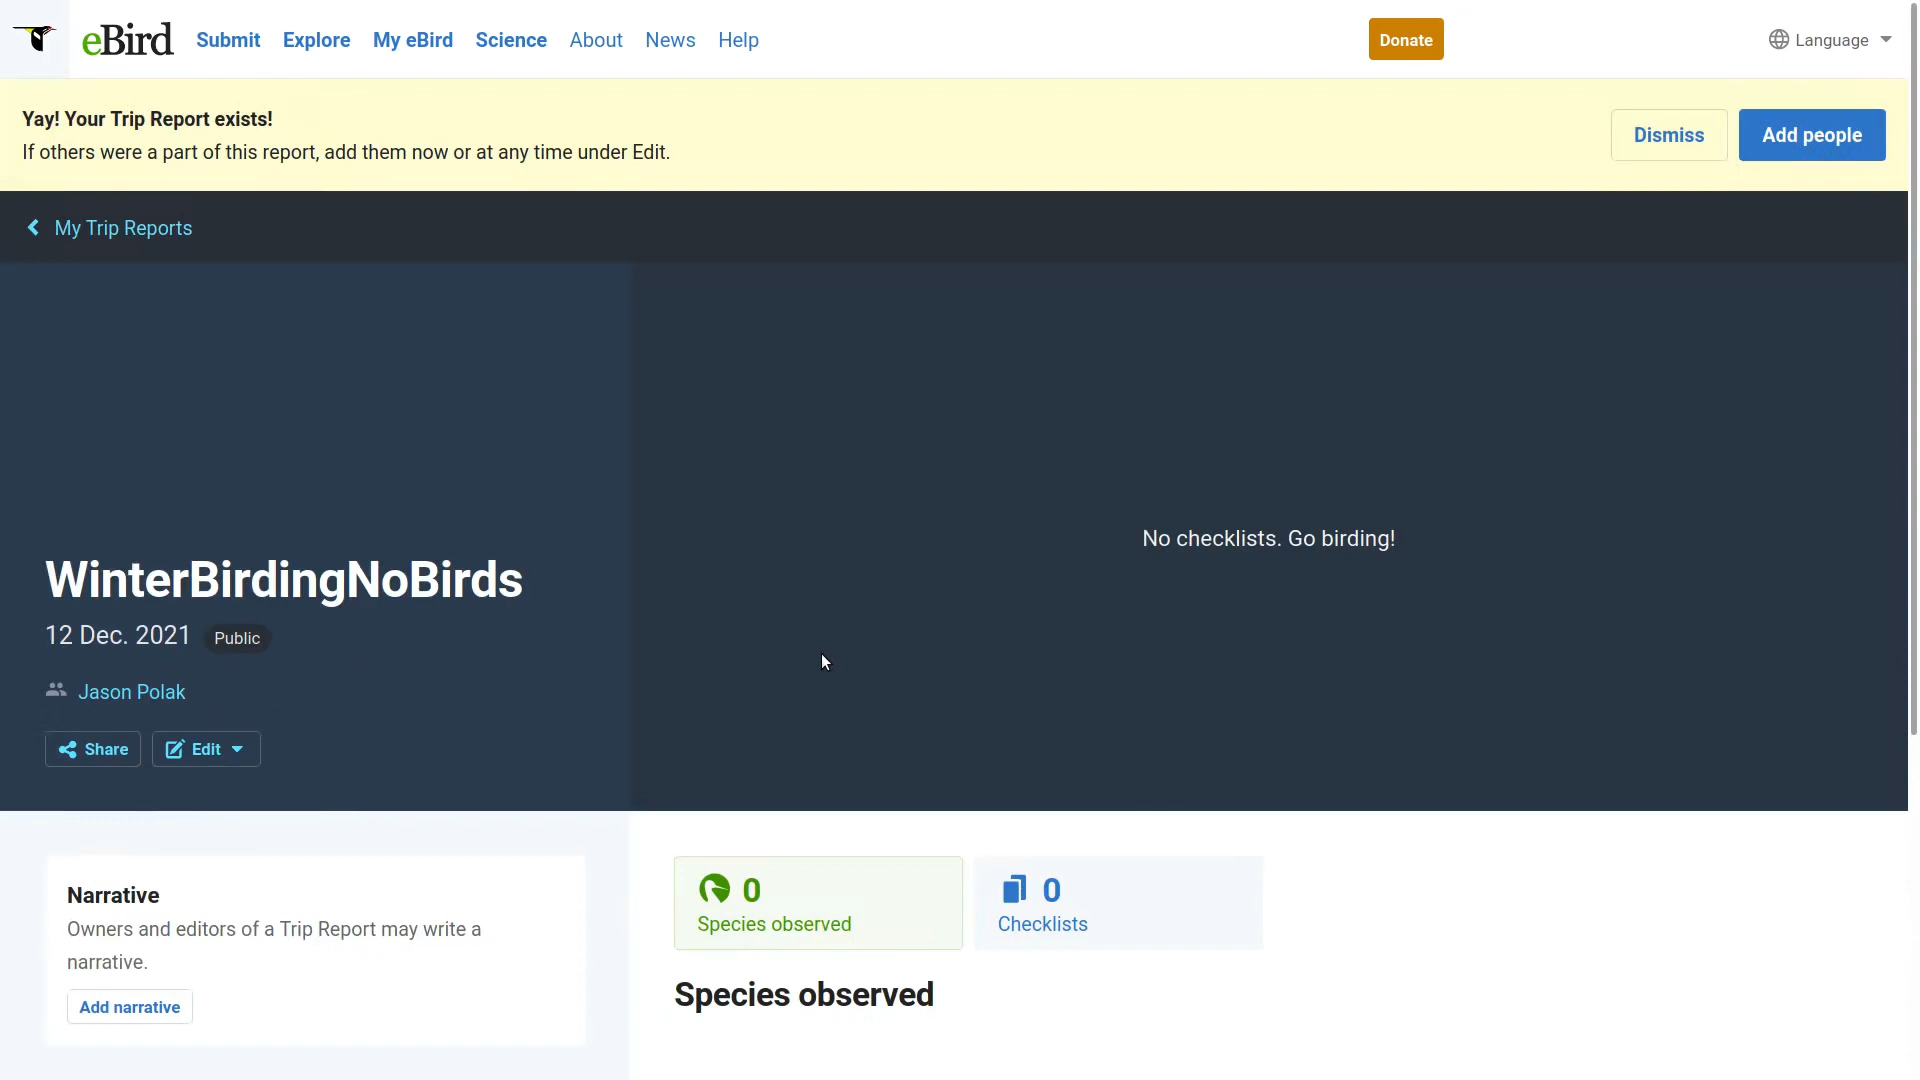 eBird Submit Explore My eBird Science About News Help Donate Language
Yay! Your Trip Report exists!
If others were a part of this report, add them now or at any time under Edit.
Dismiss Add people
My Trip Reports
No checklists. Go birding!
WinterBirdingNoBirds
12 Dec. 2021 Public
Jason Polak
Share Edit
Narrative
Owners and editors of a Trip Report may write a
narrative.
Add narrative
0
Species observed
0
Checklists
Species observed